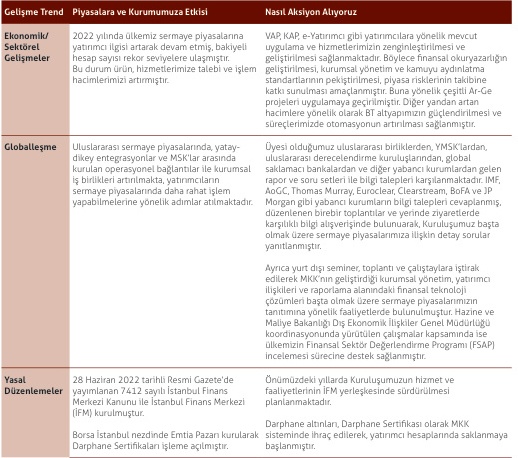 Gelişme Trend
Piyasalara ve Kurumumuza Etkisi
Nasıl Aksiyon Alıyoruz
Ekonomik/
Sektörel
Gelişmeler
2022 yılında ülkemiz sermaye piyasalarına
yatırımcı ilgisi artarak devam etmiş, bakiyeli
hesap sayısı rekor seviyelere ulaşmıştır.
Bu durum ürün, hizmetlerimize talebi ve işlem
hacimlerimizi artırmıştır.
VAP, KAP, e-Yatırımcı gibi yatırımcılara yönelik mevcut
uygulama ve hizmetlerimizin zenginleştirilmesi ve
geliştirilmesi sağlanmaktadır. Böylece finansal okuryazarlığın
geliştirilmesi, kurumsal yönetim ve kamuyu aydınlatma
standartlarının pekiştirilmesi, piyasa risklerinin takibine
katkı sunulması amaçlanmıştır. Buna yönelik çeşitli Ar-Ge
projeleri uygulamaya geçirilmiştir. Diğer yandan artan
hacimlere yönelik olarak BT altyapımızın güçlendirilmesi ve
süreçlerimizde otomasyonun artırılması sağlanmıştır.
Globalleşme
Uluslararası sermaye piyasalarında, yatay-
dikey entegrasyonlar ve MSK'lar arasında
kurulan operasyonel bağlantılar ile kurumsal
iş birlikleri artırılmakta, yatırımcıların
sermaye piyasalarında daha rahat işlem
yapabilmelerine yönelik adımlar atılmaktadır.
Üyesi olduğumuz uluslararası birliklerden, YMSK'lardan,
uluslararası derecelendirme kuruluşlarından, global
saklamacı bankalardan ve diğer yabancı kurumlardan gelen
rapor ve soru setleri ile bilgi talepleri karşılanmaktadır. IMF,
AoGC, Thomas Murray, Euroclear, Clearstream, BoFA ve JP
Morgan gibi yabancı kurumların bilgi talepleri cevaplanmış,
düzenlenen birebir toplantılar ve yerinde ziyaretlerde
karşılıklı bilgi alışverişinde bulunuarak, Kuruluşumuz başta
olmak üzere sermaye piyasalarımıza ilişkin detay sorular
yanıtlanmıştır.
Ayrıca yurt dışı seminer, toplantı ve çalıştaylara iştirak
edilerek MKK'nın geliştirdiği kurumsal yönetim, yatırımcı
ilişkileri ve raporlama alanındaki finansal teknoloji
çözümleri başta olmak üzere sermaye piyasalarımızın
tanıtımına yönelik faaliyetlerde bulunulmuştur. Hazine ve
Maliye Bakanlığı Dış Ekonomik İlişkiler Genel Müdürlüğü
koordinasyonunda yürütülen çalışmalar kapsamında ise
ülkemizin Finansal Sektör Değerlendirme Programı (FSAP)
incelemesi sürecine destek sağlanmıştır.
Yasal
Düzenlemeler
28 Haziran 2022 tarihli Resmi Gazete'de
yayımlanan 7412 sayılı İstanbul Finans
Merkezi Kanunu ile İstanbul Finans Merkezi
(İFM) kurulmuştur.
Borsa İstanbul nezdinde Emtia Pazarı kurularak
Darphane Sertifikaları işleme açılmıştır.
Önümüzdeki yıllarda Kuruluşumuzun hizmet ve
faaliyetlerinin İFM yerleşkesinde sürdürülmesi
planlanmaktadır.
Darphane altınları, Darphane Sertifikası olarak MKK
sisteminde ihraç edilerek, yatırımcı hesaplarında saklanmaya
başlanmıştır.